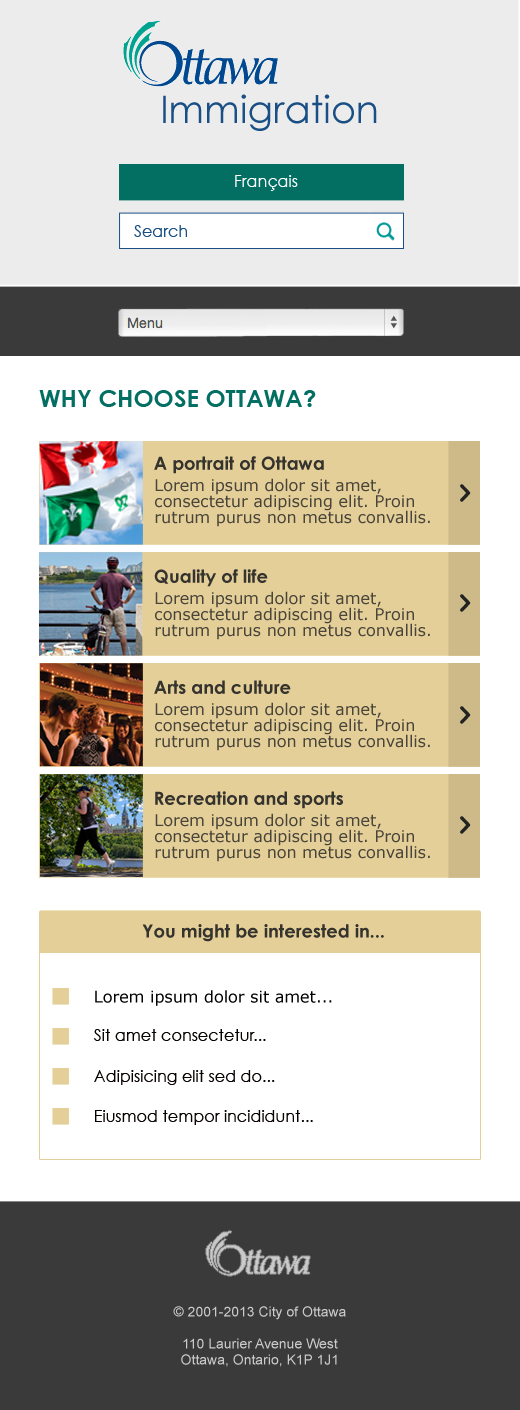 Ottawa
Immigration
Français
Search
Menu
WHY CHOOSE OTTAWA?
A portrait of Ottawa
Lorem ipsum dolor sit amet,
consectetur adipiscing elit. Proin
rutrum purus non metus convallis.
Quality of life
Lorem ipsum dolor sit amet,
consectetur adipiscing elit. Proin
rutrum purus non metus convallis.
Arts and culture
Lorem ipsum dolor sit amet,
consectetur adipiscing elit. Proin
rutrum purus non metus convallis.
Recreation and sports
Lorem ipsum dolor sit amet,
consectetur adipiscing elit. Proin
rutrum purus non metus convallis.
You might be interested in...
Lorem ipsum dolor sit amet...
Sit amet consectetur...
Adipisicing elit sed do...
Eiusmod tempor incididunt...
Ottawa
© 2001-2013 City of Ottawa
110 Laurier Avenue West
Ottawa, Ontario, K1P 1J1